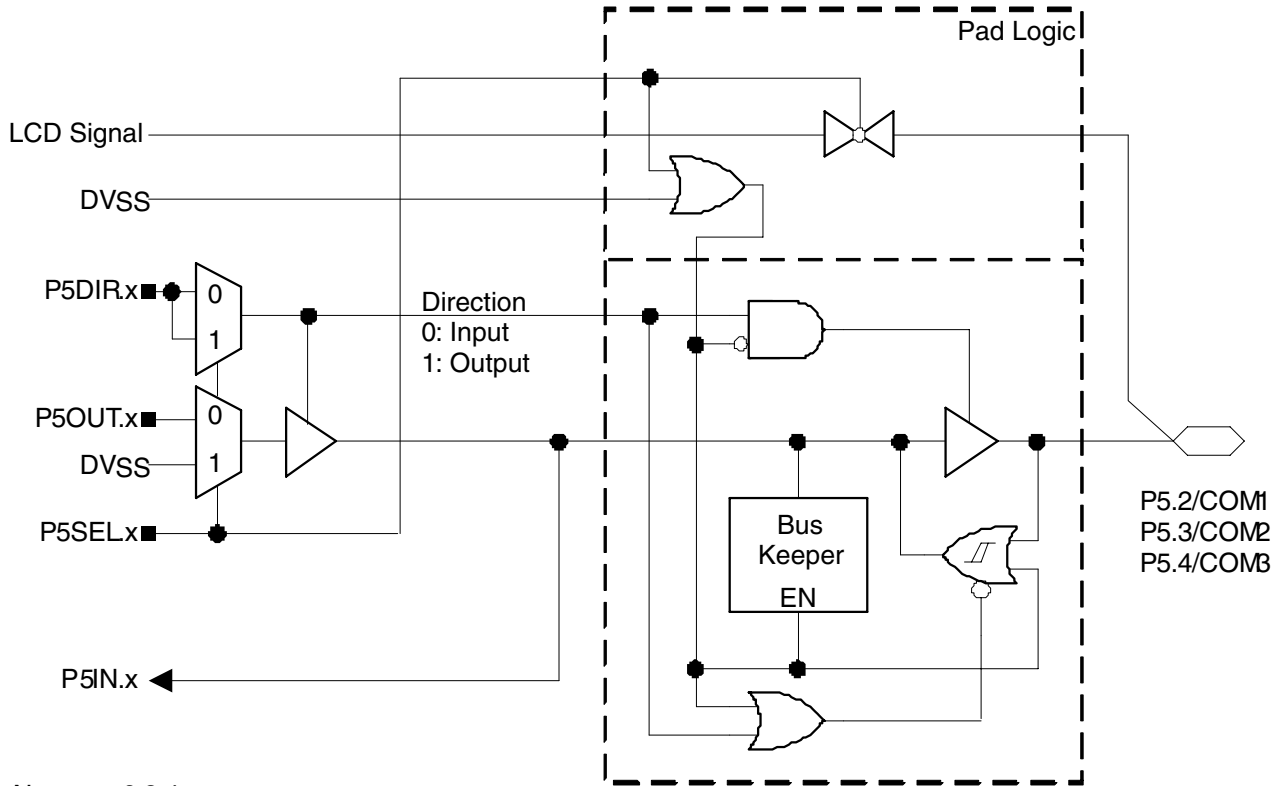 Pad Logic
LCD Signal
DVSS
P5DIR.x
0
1
Direction
0: Input
1: Output
P5OUT.x
0
DVSS
1
P5SEL.x
Bus
Keeper
EN
P5.2/COM1
P5.3/COM2
P5.4/COM3
P5IN.x